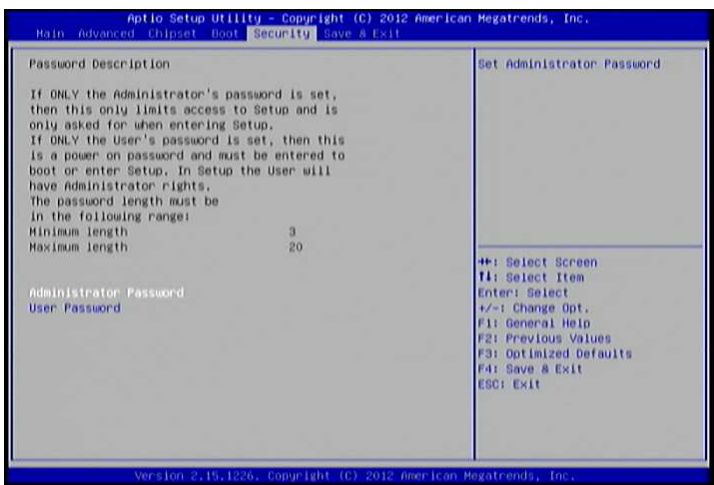 Aptio Setup Utility - Copyright (C) 2012 American Megatrends, Inc.
Main Advanced Chipset Boot Security Save & Exit
Password Description
If ONLY the Administrator's password is set,
then this only limits access to Setup and is
only asked for when entering Setup.
If ONLY the User's password is set, then this
is a power on password and must be entered to
boot or enter Setup. In Setup the User will
have Administrator rights.
The password length must be
in the following range:
Minimum length 3
Maximum length 20
Administrator Password
User Password
Set Administrator Password
→←: Select Screen
↑↓: Select Item
Enter: Select
+/-: Change Opt.
F1: General Help
F2: Previous Values
F3: Optimized Defaults
F4: Save & Exit
ESC: Exit
Version 2.15.1226. Copyright (C) 2012 American Megatrends, Inc.